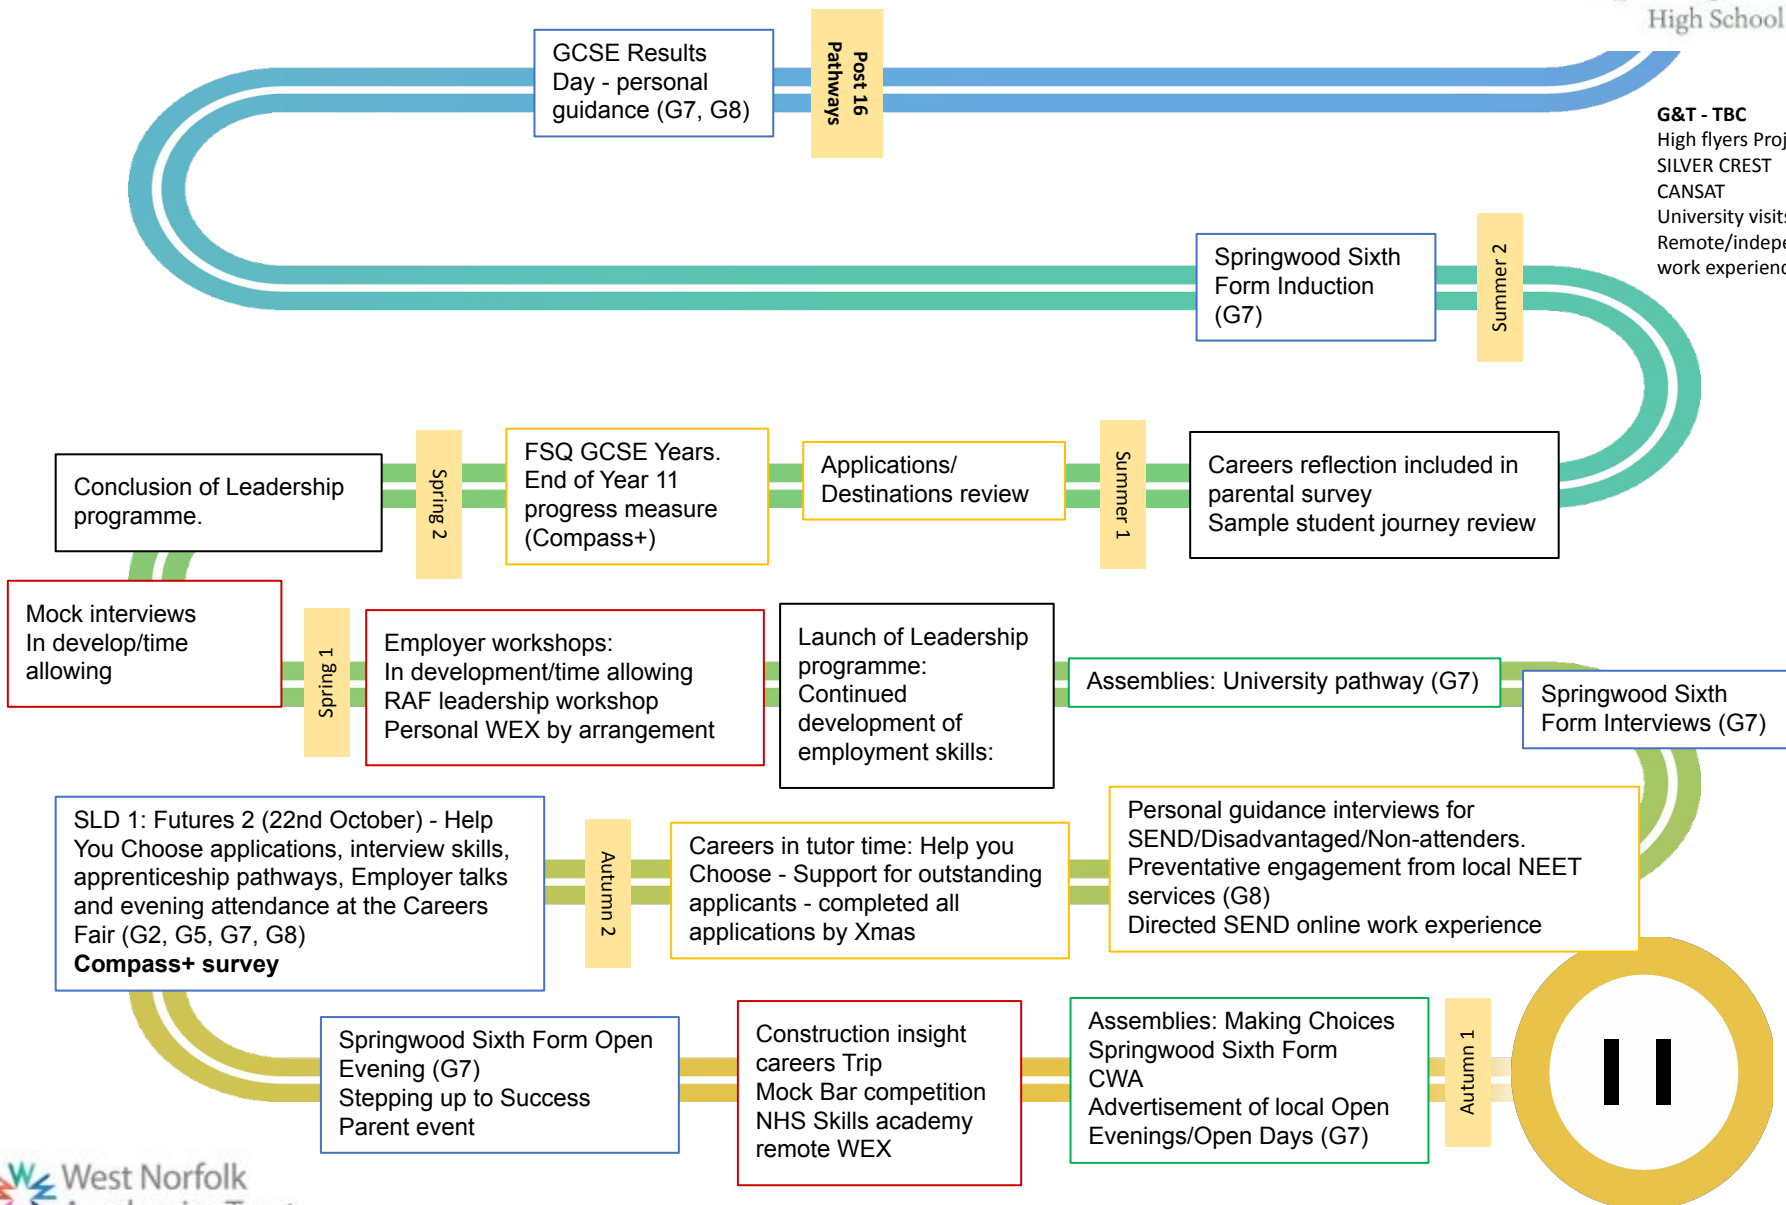 High School
GCSE Results
Day - personal
guidance (G7, G8)
Post 16
Pathways
G&T - TBC
High flyers Proj
SILVER CREST
CANSAT
University visits
Remote/indepe
work experienc
Springwood Sixth
Form Induction
(G7)
Summer 2
Conclusion of Leadership
programme.
Spring 2
FSQ GCSE Years.
End of Year 11
progress measure
(Compass+)
Applications/
Destinations review
Summer 1
Careers reflection included in
parental survey
Sample student journey review
Mock interviews
In develop/time
allowing
Spring 1
Employer workshops:
In development/time allowing
RAF leadership workshop
Personal WEX by arrangement
Launch of Leadership
programme:
Continued
development of
employment skills:
Assemblies: University pathway (G7)
Springwood Sixth
Form Interviews (G7)
SLD 1: Futures 2 (22nd October) - Help
You Choose applications, interview skills,
apprenticeship pathways, Employer talks
and evening attendance at the Careers
Fair (G2, G5, G7, G8)
Compass+ survey
Autumn 2
Careers in tutor time: Help you
Choose - Support for outstanding
applicants - completed all
applications by Xmas
Personal guidance interviews for
SEND/Disadvantaged/Non-attenders.
Preventative engagement from local NEET
services (G8)
Directed SEND online work experience
Springwood Sixth Form Open
Evening (G7)
Stepping up to Success
Parent event
Construction insight
careers Trip
Mock Bar competition
NHS Skills academy
remote WEX
Assemblies: Making Choices
Springwood Sixth Form
CWA
Advertisement of local Open
Evenings/Open Days (G7)
Autumn 1
11
West Norfolk